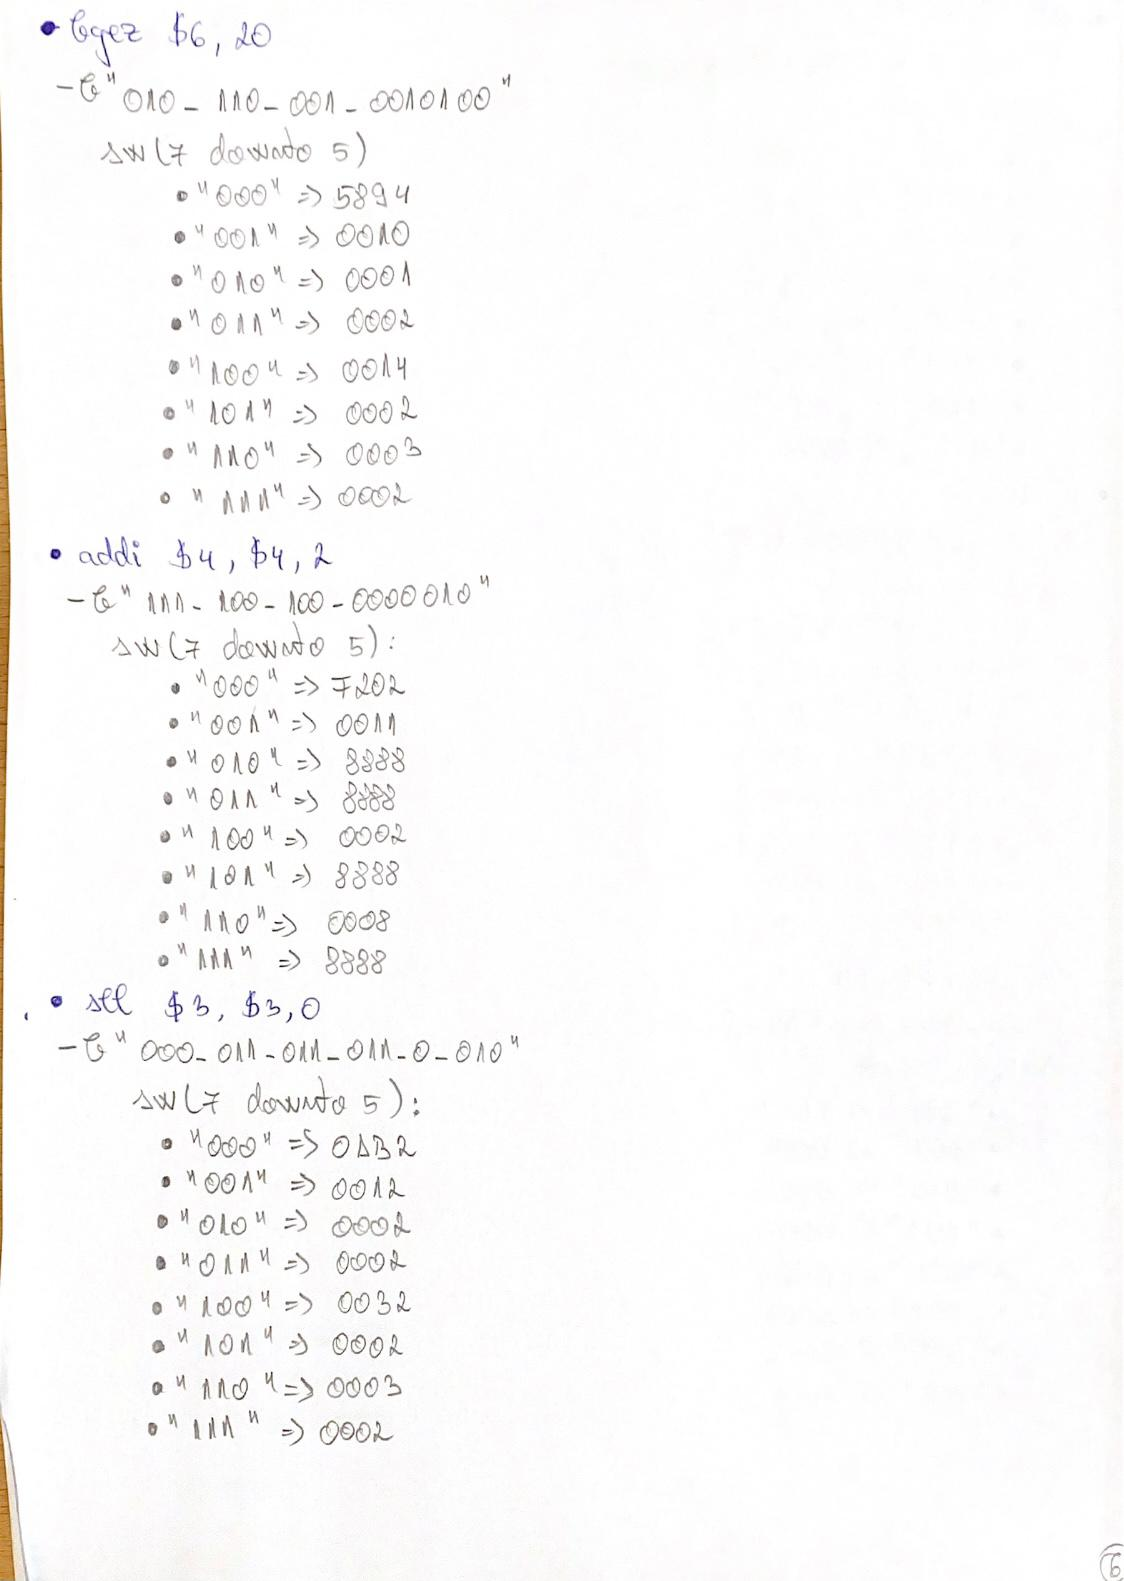 • bgez $6, 20
- b"010 - 110 - 001 - 0010100"
sw(7 downto 5)
• "000" => 5894
• "001" => 0010
• "010" => 0001
• "011" => 0002
• "100" => 0014
• "101" => 0002
• "110" => 0003
• "111" => 0002
• addi $4, $4, 2
- b"111 - 100 - 100 - 0000010"
sw(7 downto 5):
• "000" => 7202
• "001" => 0011
• "010" => 8888
• "011" => 8888
• "100" => 0002
• "101" => 8888
• "110" => 0008
• "111" => 8888
• sll $3, $3, 0
- b"000 - 011 - 011 - 011 - 0 - 010"
sw(7 downto 5):
• "000" => 0DB2
• "001" => 0012
• "010" => 0002
• "011" => 0002
• "100" => 0032
• "101" => 0002
• "110" => 0003
• "111" => 0002
6